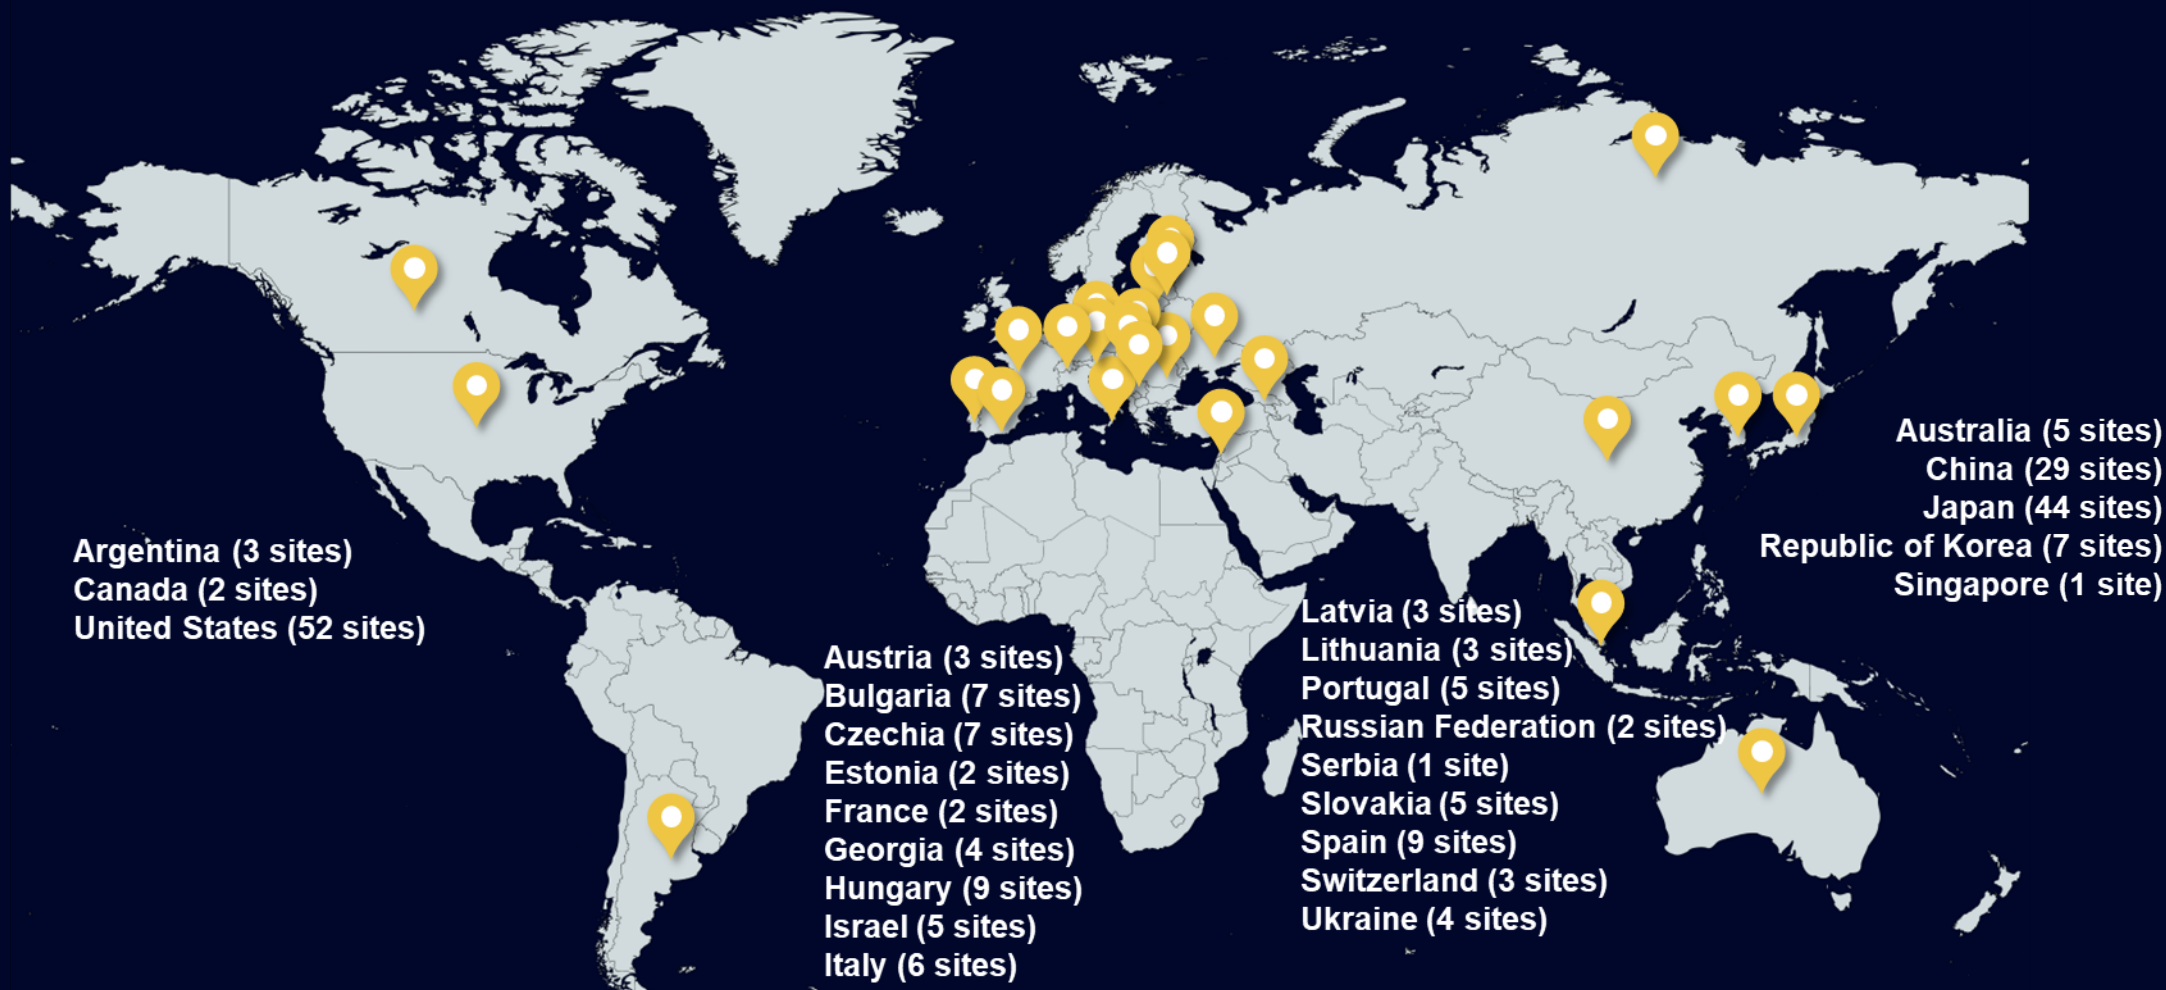 Argentina (3 sites)
Canada (2 sites)
United States (52 sites)
Austria (3 sites)
Bulgaria (7 sites)
Czechia (7 sites)
Estonia (2 sites)
France (2 sites)
Georgia (4 sites)
Hungary (9 sites)
Israel (5 sites)
Italy (6 sites)
Latvia (3 sites)
Lithuania (3 sites)
Portugal (5 sites)
Russian Federation (2 sites)
Serbia (1 site)
Slovakia (5 sites)
Spain (9 sites)
Switzerland (3 sites)
Ukraine (4 sites)
Australia (5 sites)
China (29 sites)
Japan (44 sites)
Republic of Korea (7 sites)
Singapore (1 site)